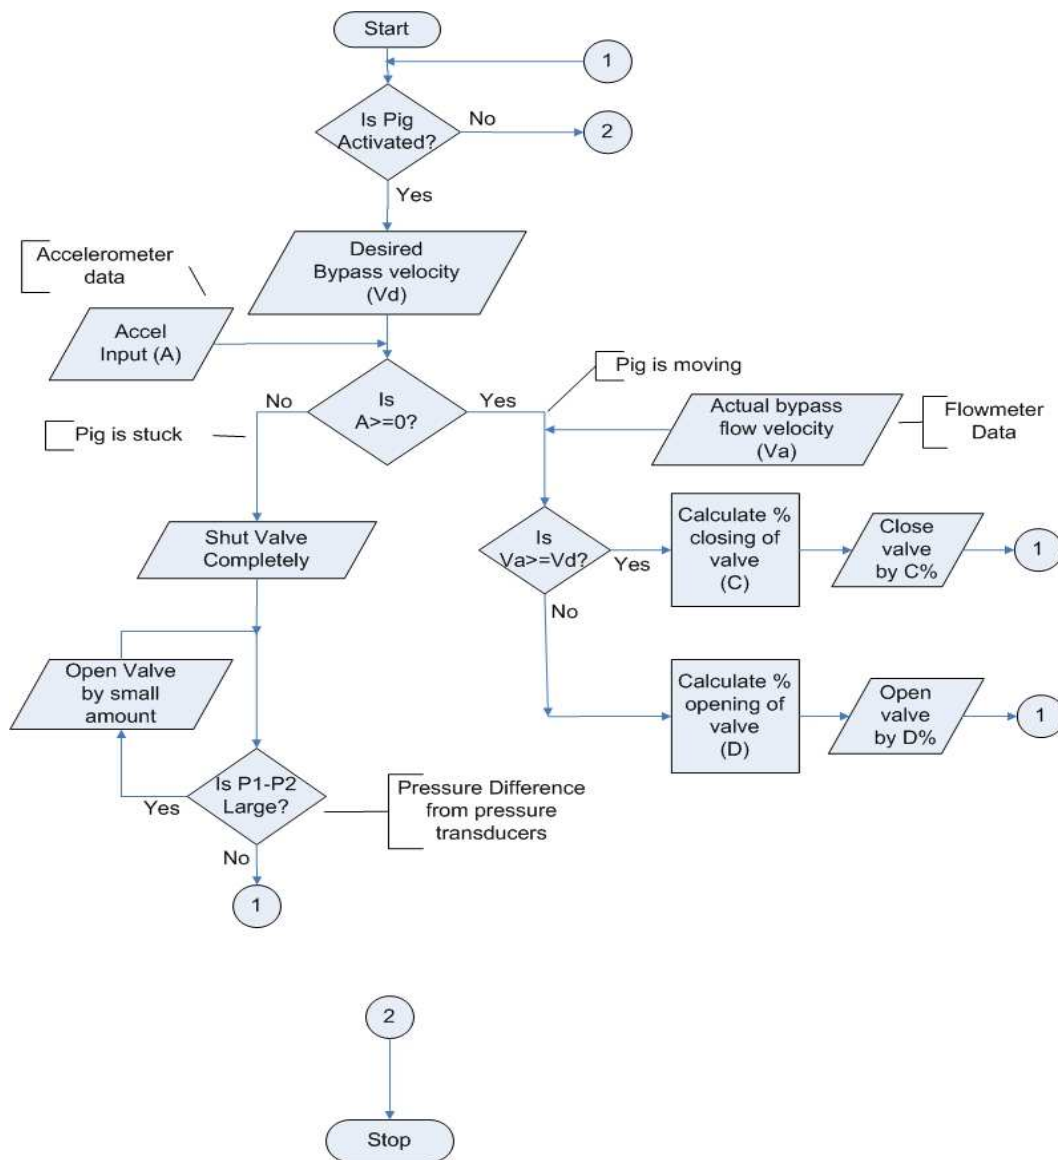 Start
1
Is Pig
Activated?
No
2
Yes
Desired
Bypass velocity
(Vd)
Accelerometer
data
Accel
Input (A)
Is
A>=0?
No
Yes
Pig is moving
Pig is stuck
Actual bypass
flow velocity
(Va)
Flowmeter
Data
Shut Valve
Completely
Is
Va>=Vd?
Yes
Calculate %
closing of
valve
(C)
Close
valve
by C%
1
No
Open Valve
by small
amount
Calculate %
opening of
valve
(D)
Open
valve
by D%
1
Is P1-P2
Large?
Yes
Pressure Difference
from pressure
transducers
No
1
2
Stop